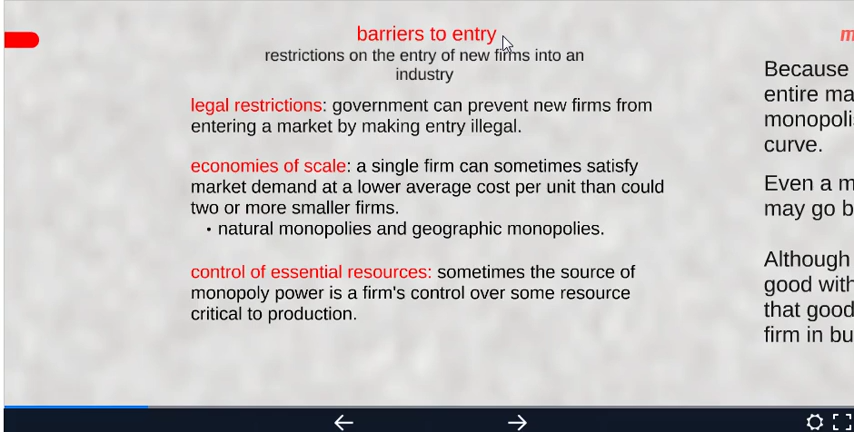 barriers to entry
restrictions on the entry of new firms into an
industry
legal restrictions: government can prevent new firms from
entering a market by making entry illegal.
economies of scale: a single firm can sometimes satisfy
market demand at a lower average cost per unit than could
two or more smaller firms.
• natural monopolies and geographic monopolies.
control of essential resources: sometimes the source of
monopoly power is a firm's control over some resource
critical to production.
m
Because
entire ma
monopoli
curve.
Even a m
may go b
Although
good with
that good
firm in bu